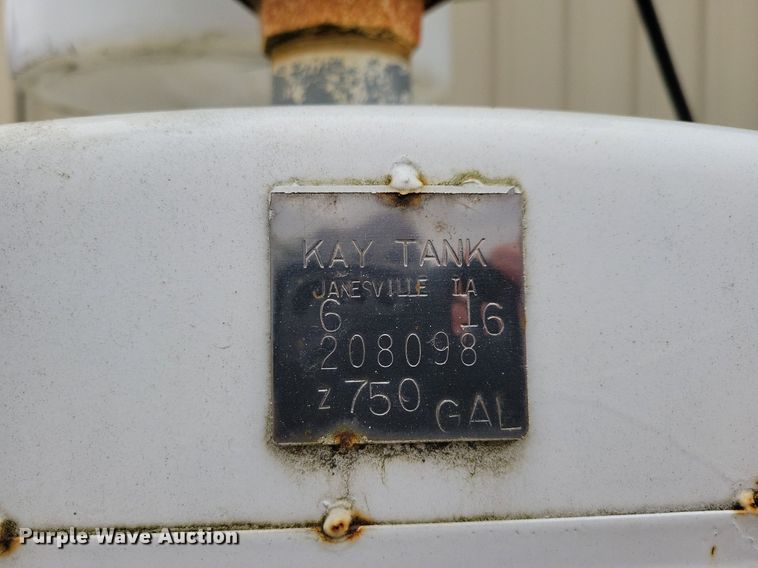 KAY TANK
JANESVILLE IA
6 16
208098
z 750 GAL
Purple Wave Auction